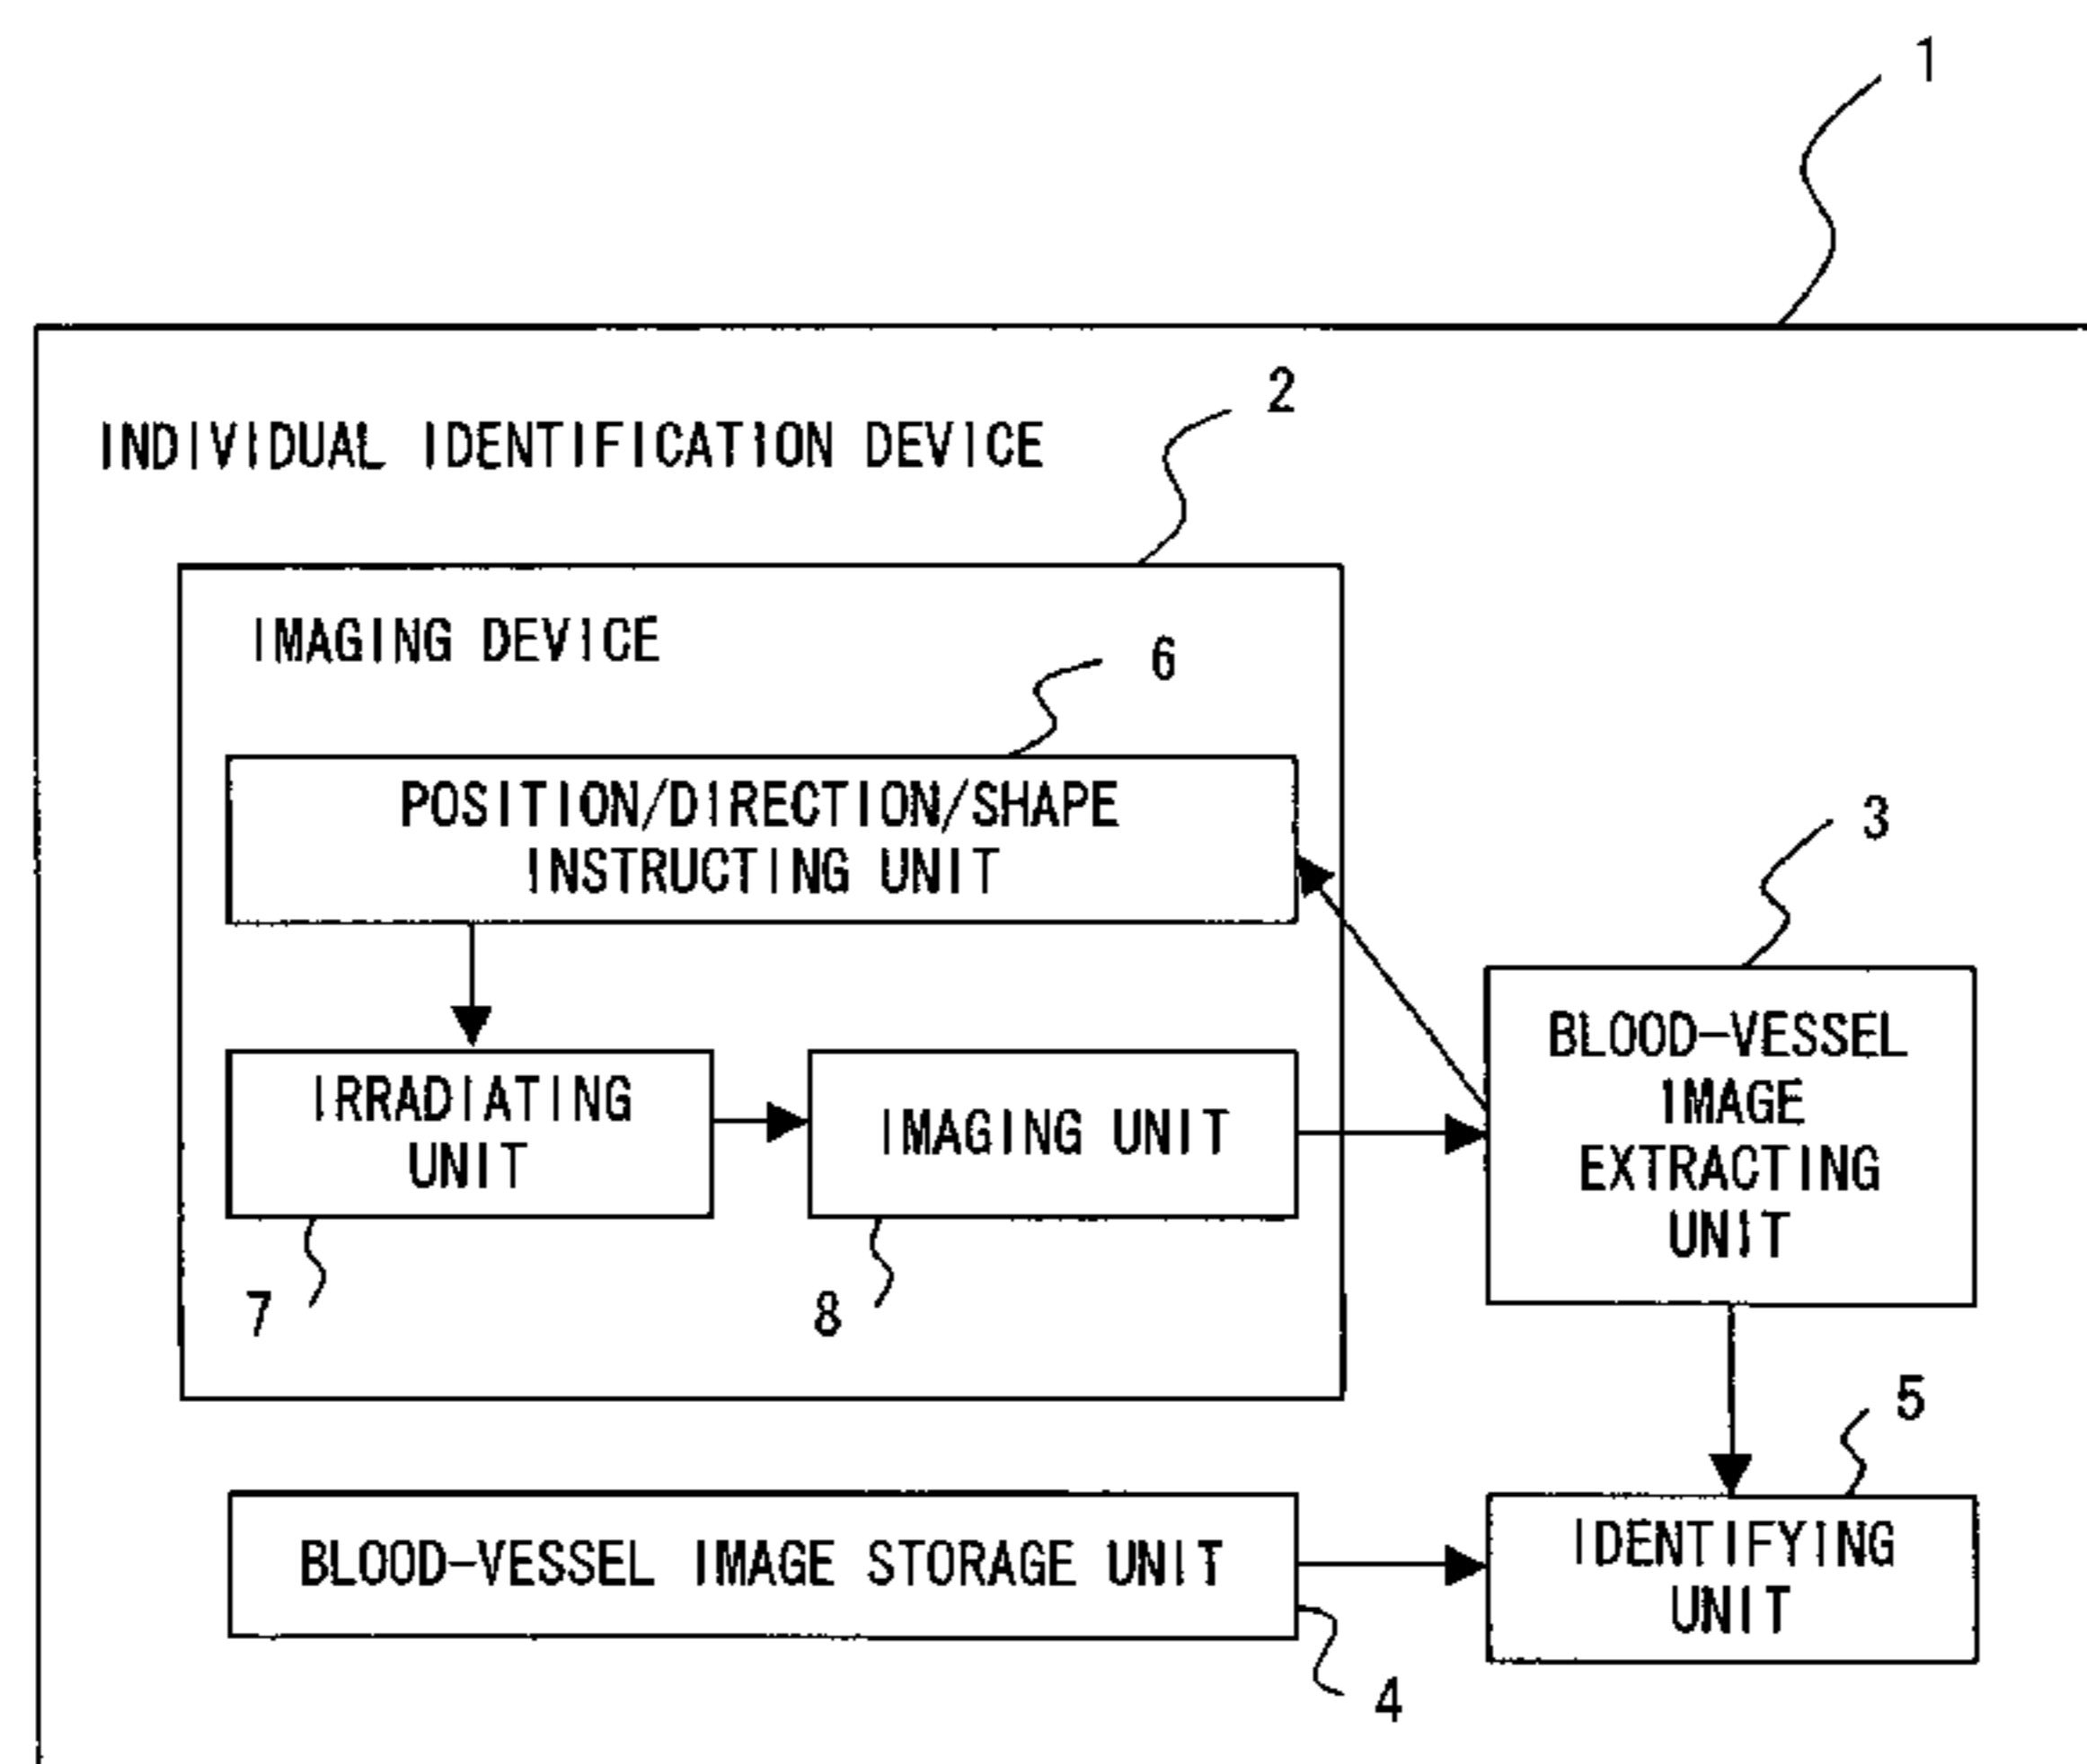 1
2
INDIVIDUAL IDENTIFICATION DEVICE
IMAGING DEVICE
6
POSITION/DIRECTION/SHAPE
INSTRUCTING UNIT
3
BLOOD-VESSEL
IMAGE
EXTRACTING
UNIT
IRRADIATING
UNIT
IMAGING UNIT
7
8
5
BLOOD-VESSEL IMAGE STORAGE UNIT
IDENTIFYING
UNIT
4